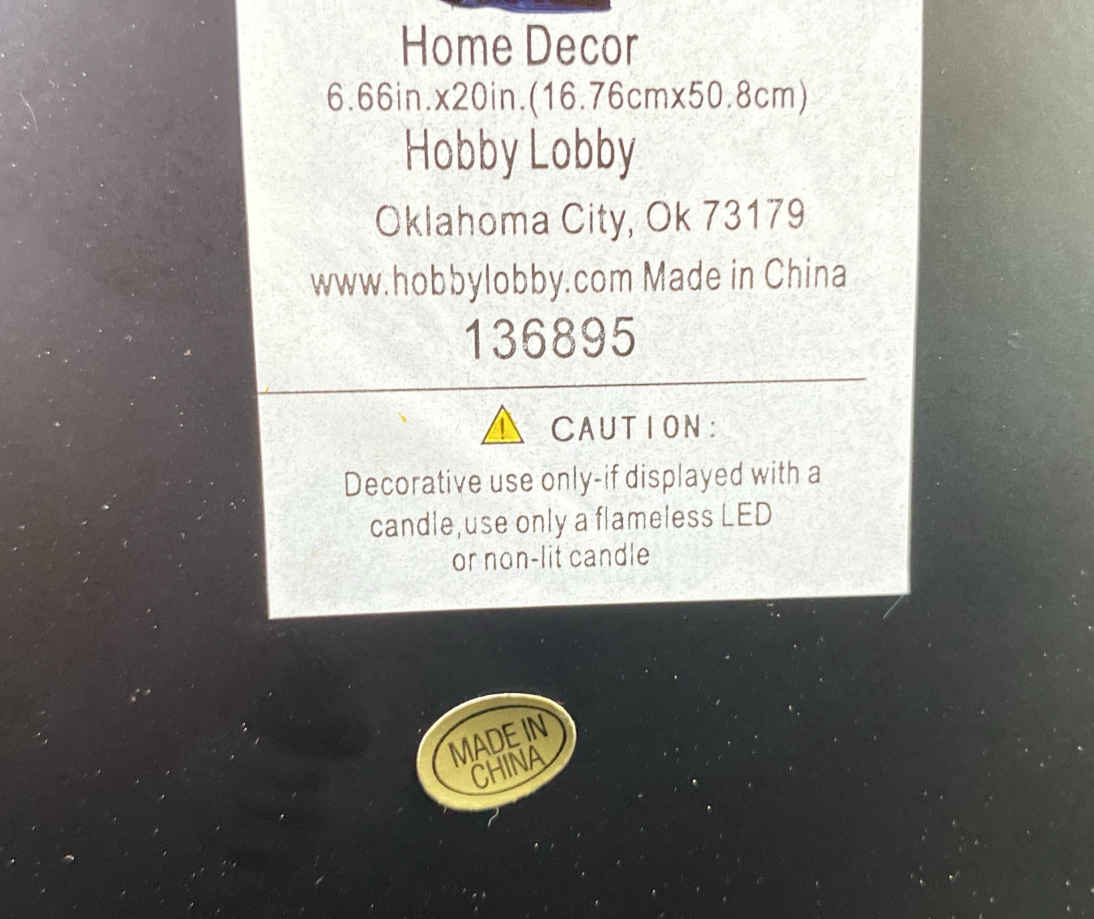 Home Decor
6.66in.x20in.(16.76cmx50.8cm)
Hobby Lobby
Oklahoma City, Ok 73179
www.hobbylobby.com Made in China
136895
CAUTION:
Decorative use only-if displayed with a
candle,use only a flameless LED
or non-lit candle
MADE IN
CHINA